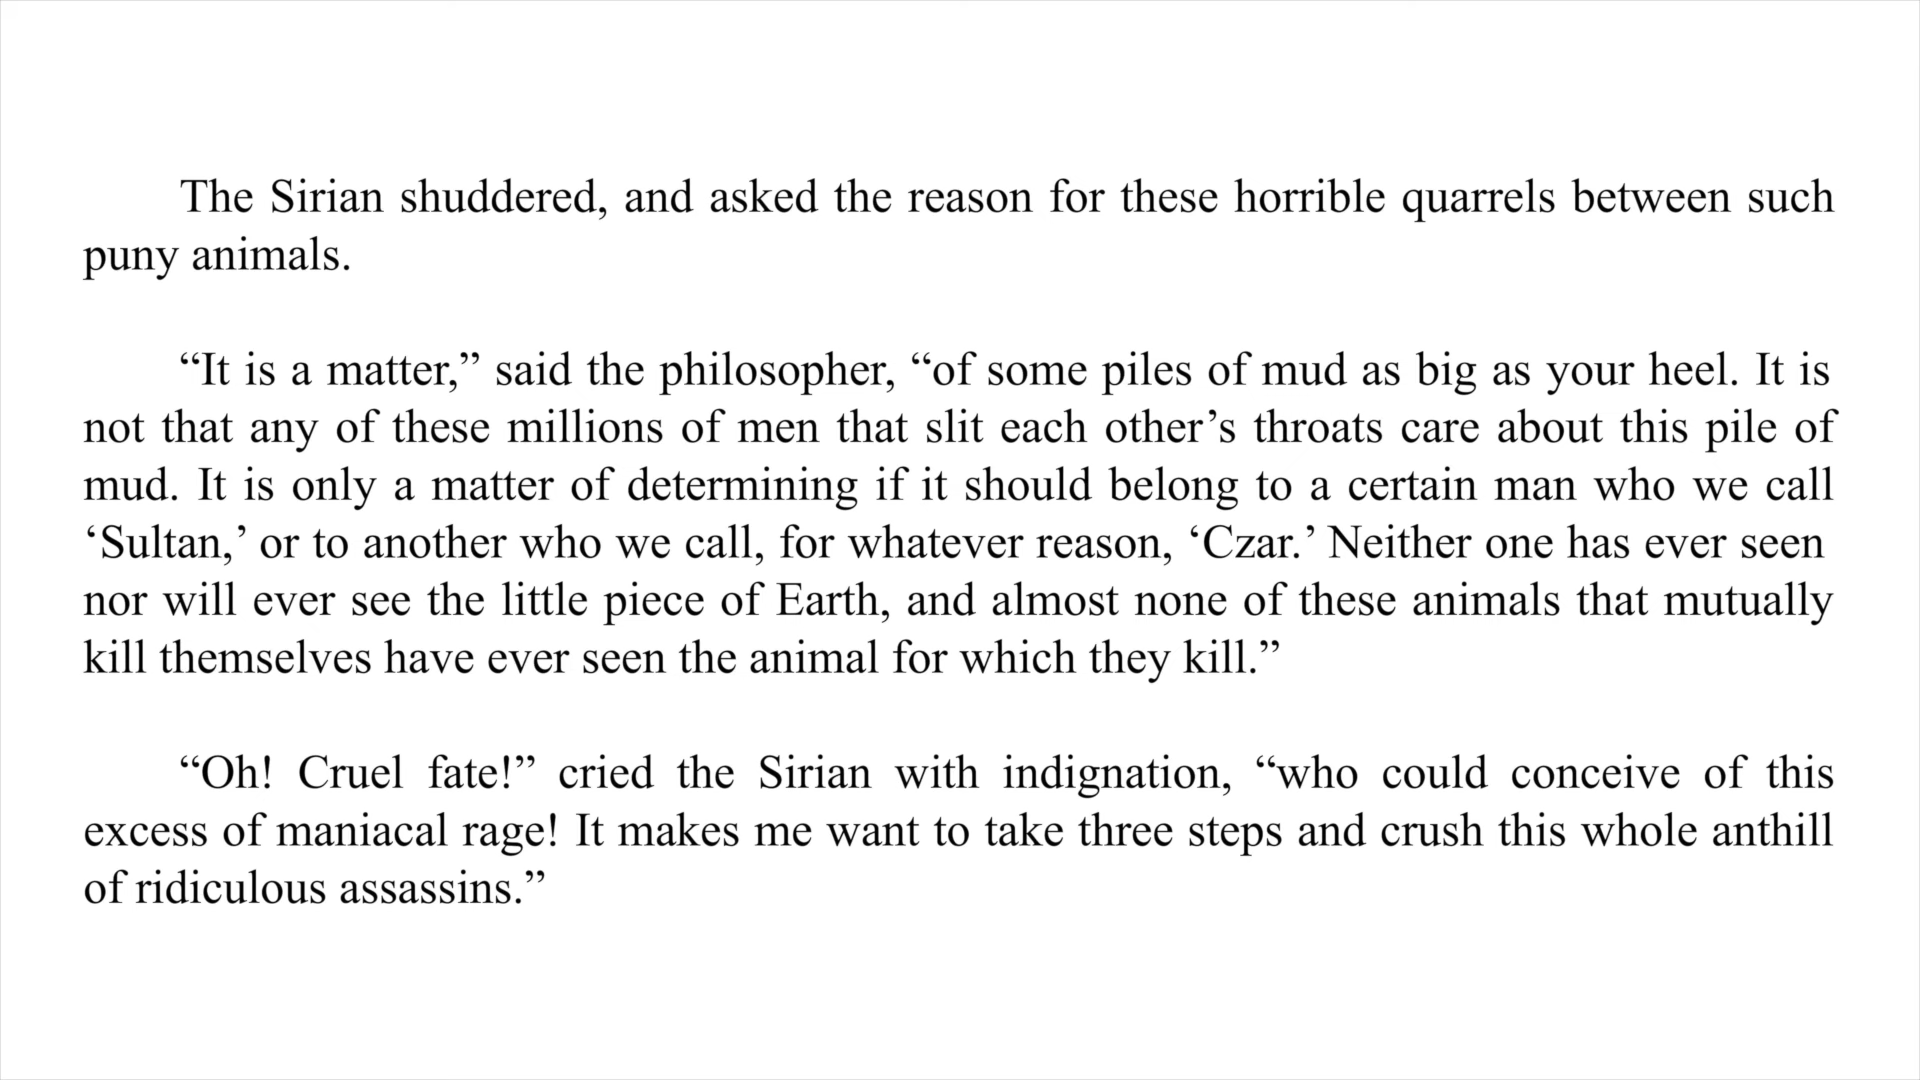 The Sirian shuddered, and asked the reason for these horrible quarrels between such
puny animals.
“It is a matter,” said the philosopher, “of some piles of mud as big as your heel. It is
not that any of these millions of men that slit each other’s throats care about this pile of
mud. It is only a matter of determining if it should belong to a certain man who we call
‘Sultan,’ or to another who we call, for whatever reason, ‘Czar.’ Neither one has ever seen
nor will ever see the little piece of Earth, and almost none of these animals that mutually
kill themselves have ever seen the animal for which they kill.”
“Oh! Cruel fate!” cried the Sirian with indignation, “who could conceive of this
excess of maniacal rage! It makes me want to take three steps and crush this whole anthill
of ridiculous assassins.”